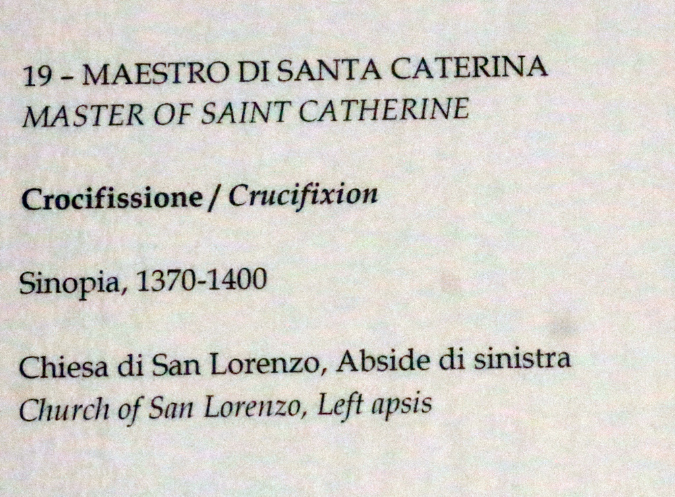 19 – MAESTRO DI SANTA CATERINA
MASTER OF SAINT CATHERINE
Crocifissione / Crucifixion
Sinopia, 1370-1400
Chiesa di San Lorenzo, Abside di sinistra
Church of San Lorenzo, Left apsis